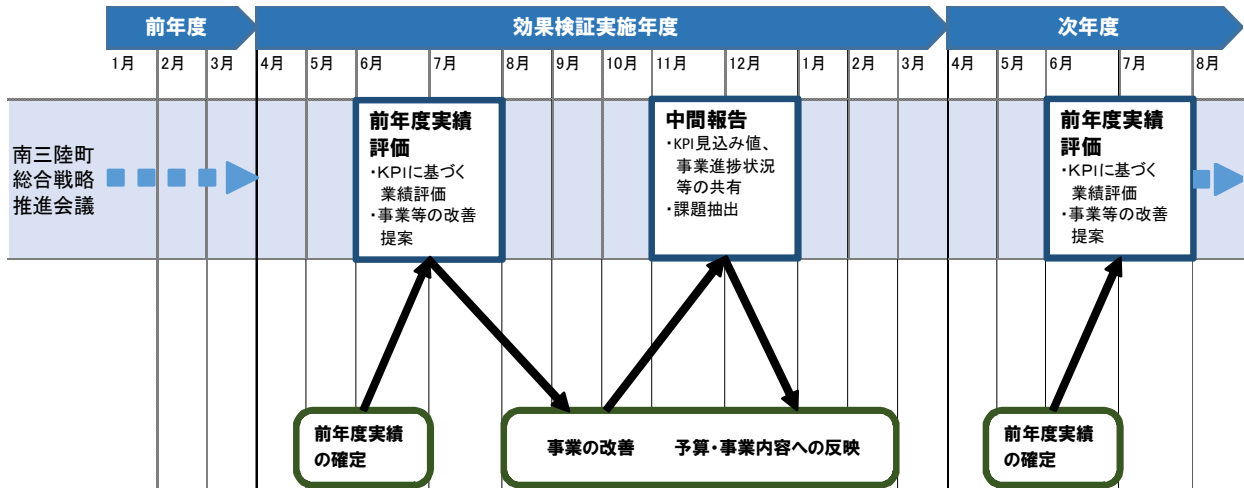 前年度
効果検証実施年度
次年度
1月 2月 3月 4月 5月 6月 7月 8月 9月 10月 11月 12月 1月 2月 3月 4月 5月 6月 7月 8月
南三陸町
総合戦略
推進会議
前年度実績
評価
・KPIに基づく
業績評価
・事業等の改善
提案
中間報告
・KPI見込み値、
事業進捗状況
等の共有
・課題抽出
前年度実績
評価
・KPIに基づく
業績評価
・事業等の改善
提案
前年度実績
の確定
事業の改善 予算・事業内容への反映
前年度実績
の確定